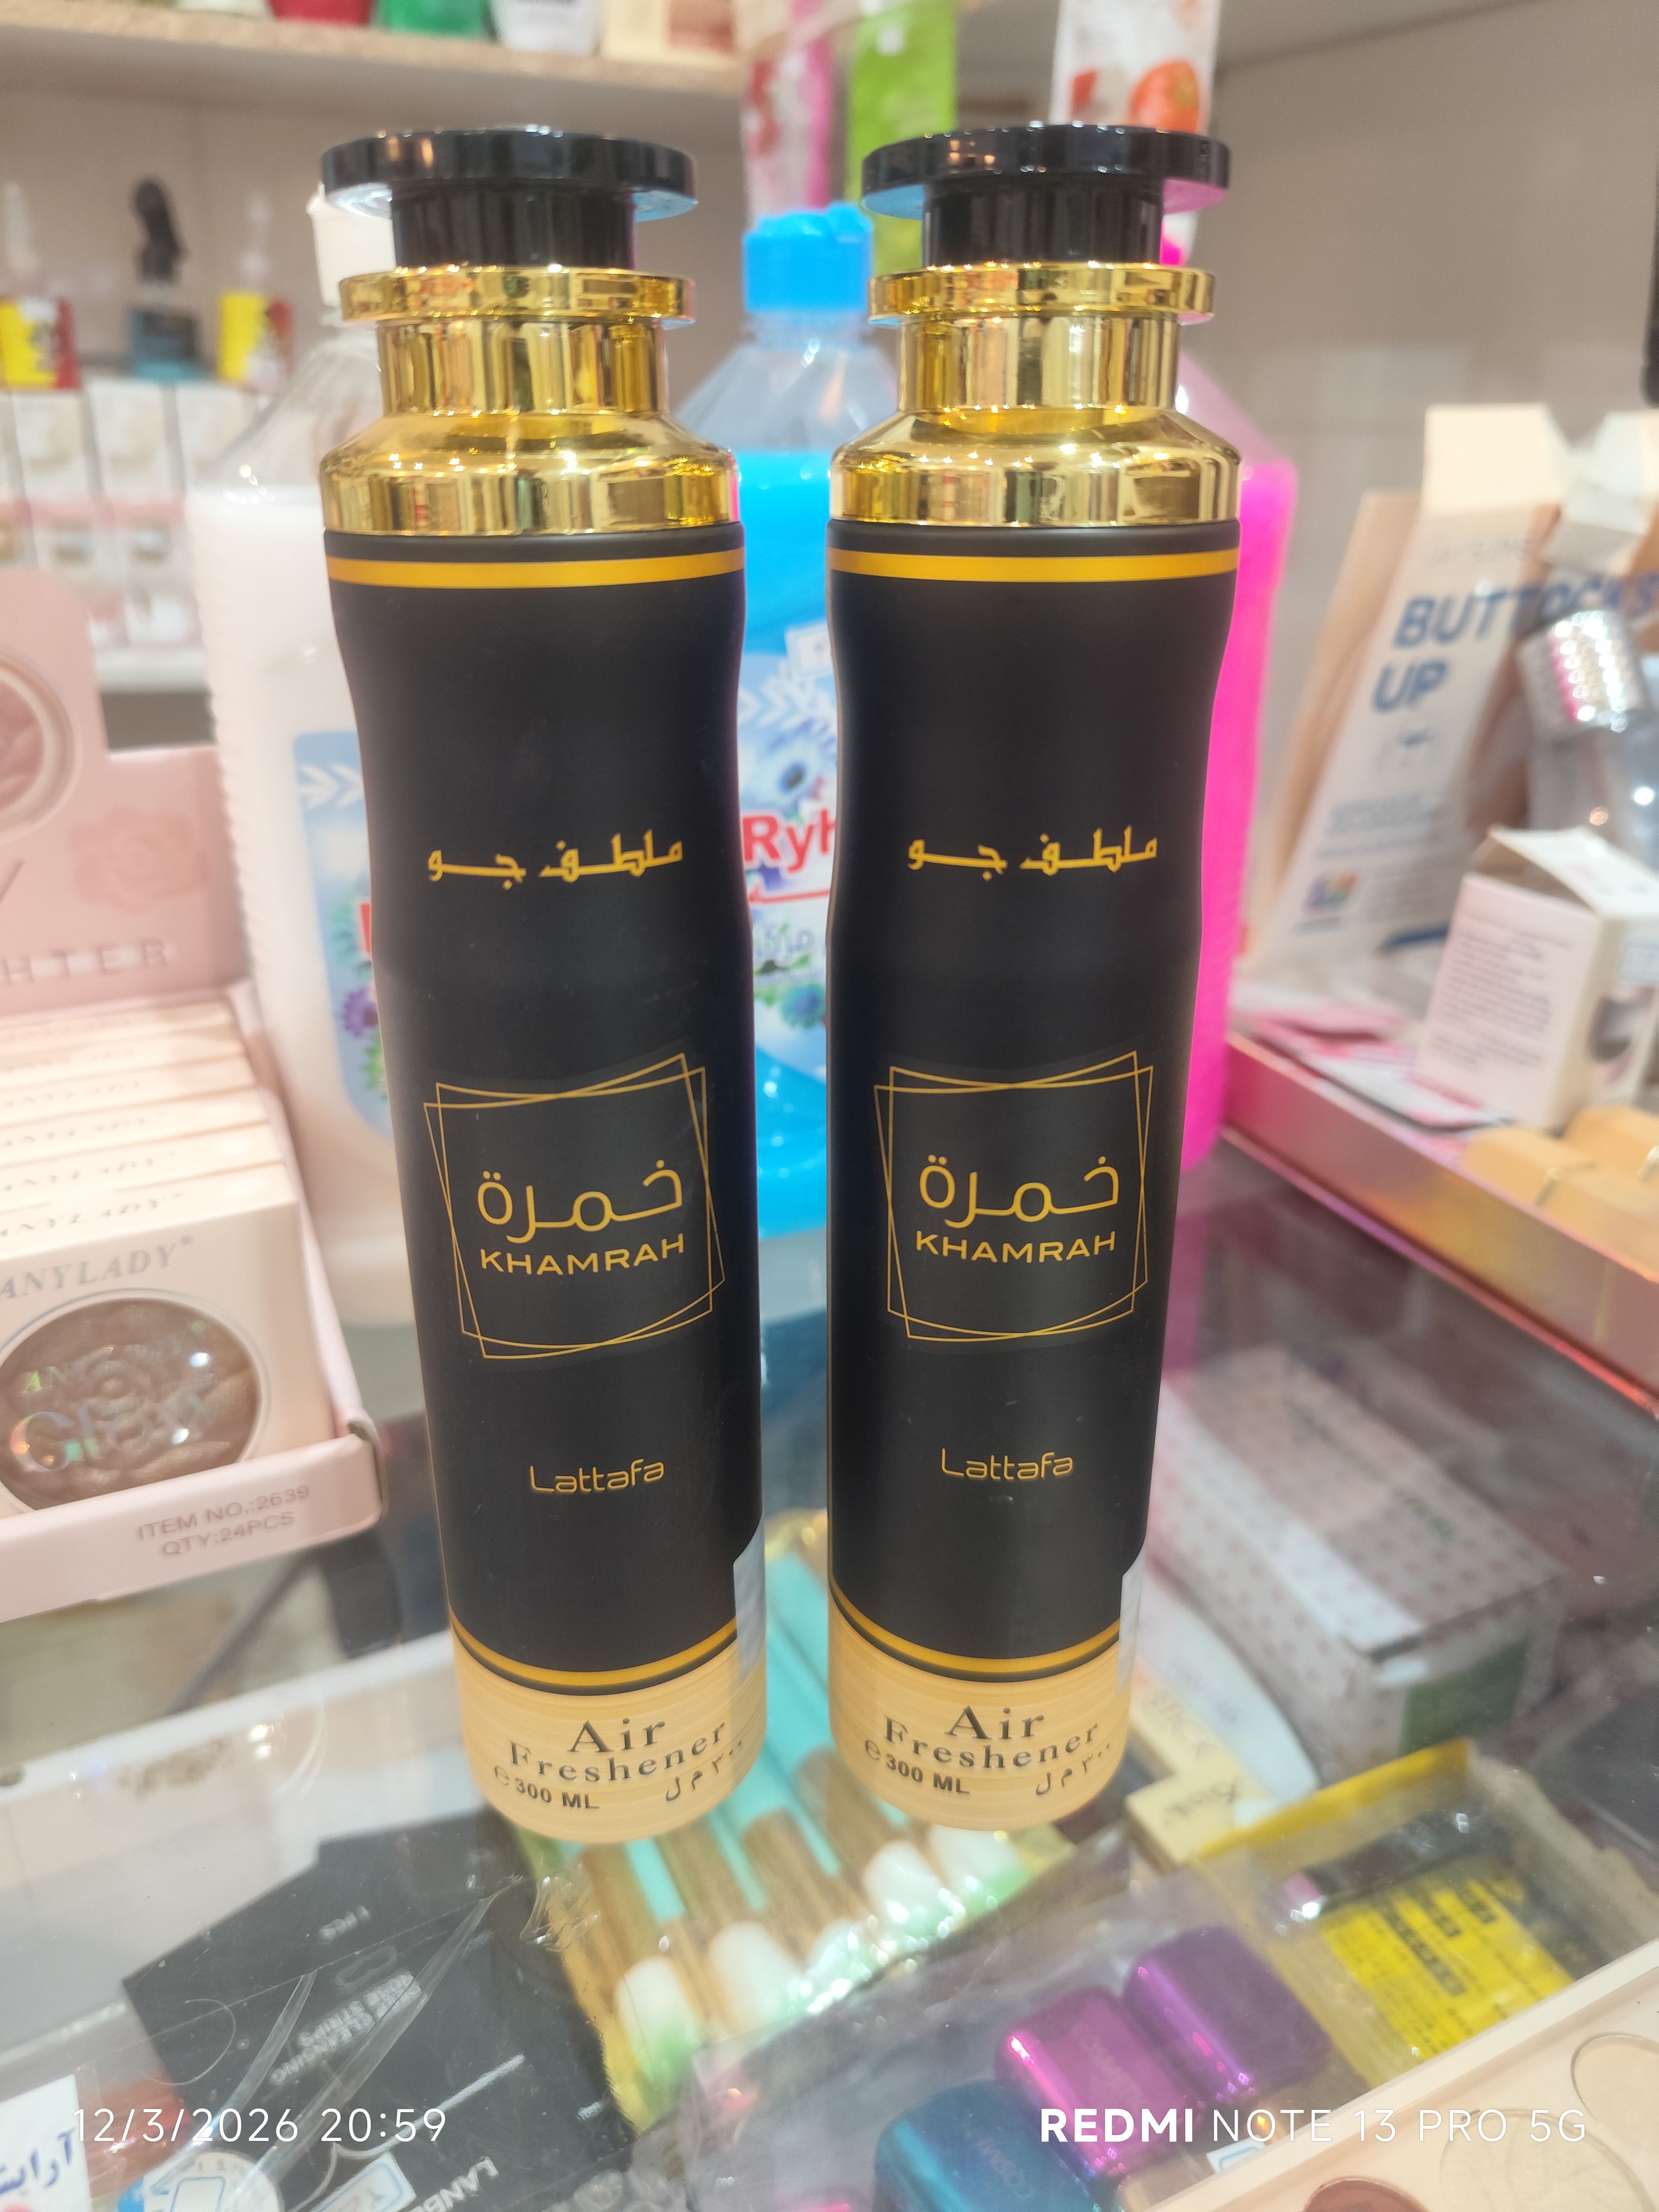 ملطف جو
خمرة
KHAMRAH
Lattafa
Air
Freshener
℮ 300 ML
٣٠٠ م ل
ملطف جو
خمرة
KHAMRAH
Lattafa
Air
Freshener
℮ 300 ML
٣٠٠ م ل
BUTTOCKS
UP
Ryh
HTER
ANYLADY
ITEM NO.:2639
QTY:24PCS
12/3/2026 20:59
REDMI NOTE 13 PRO 5G